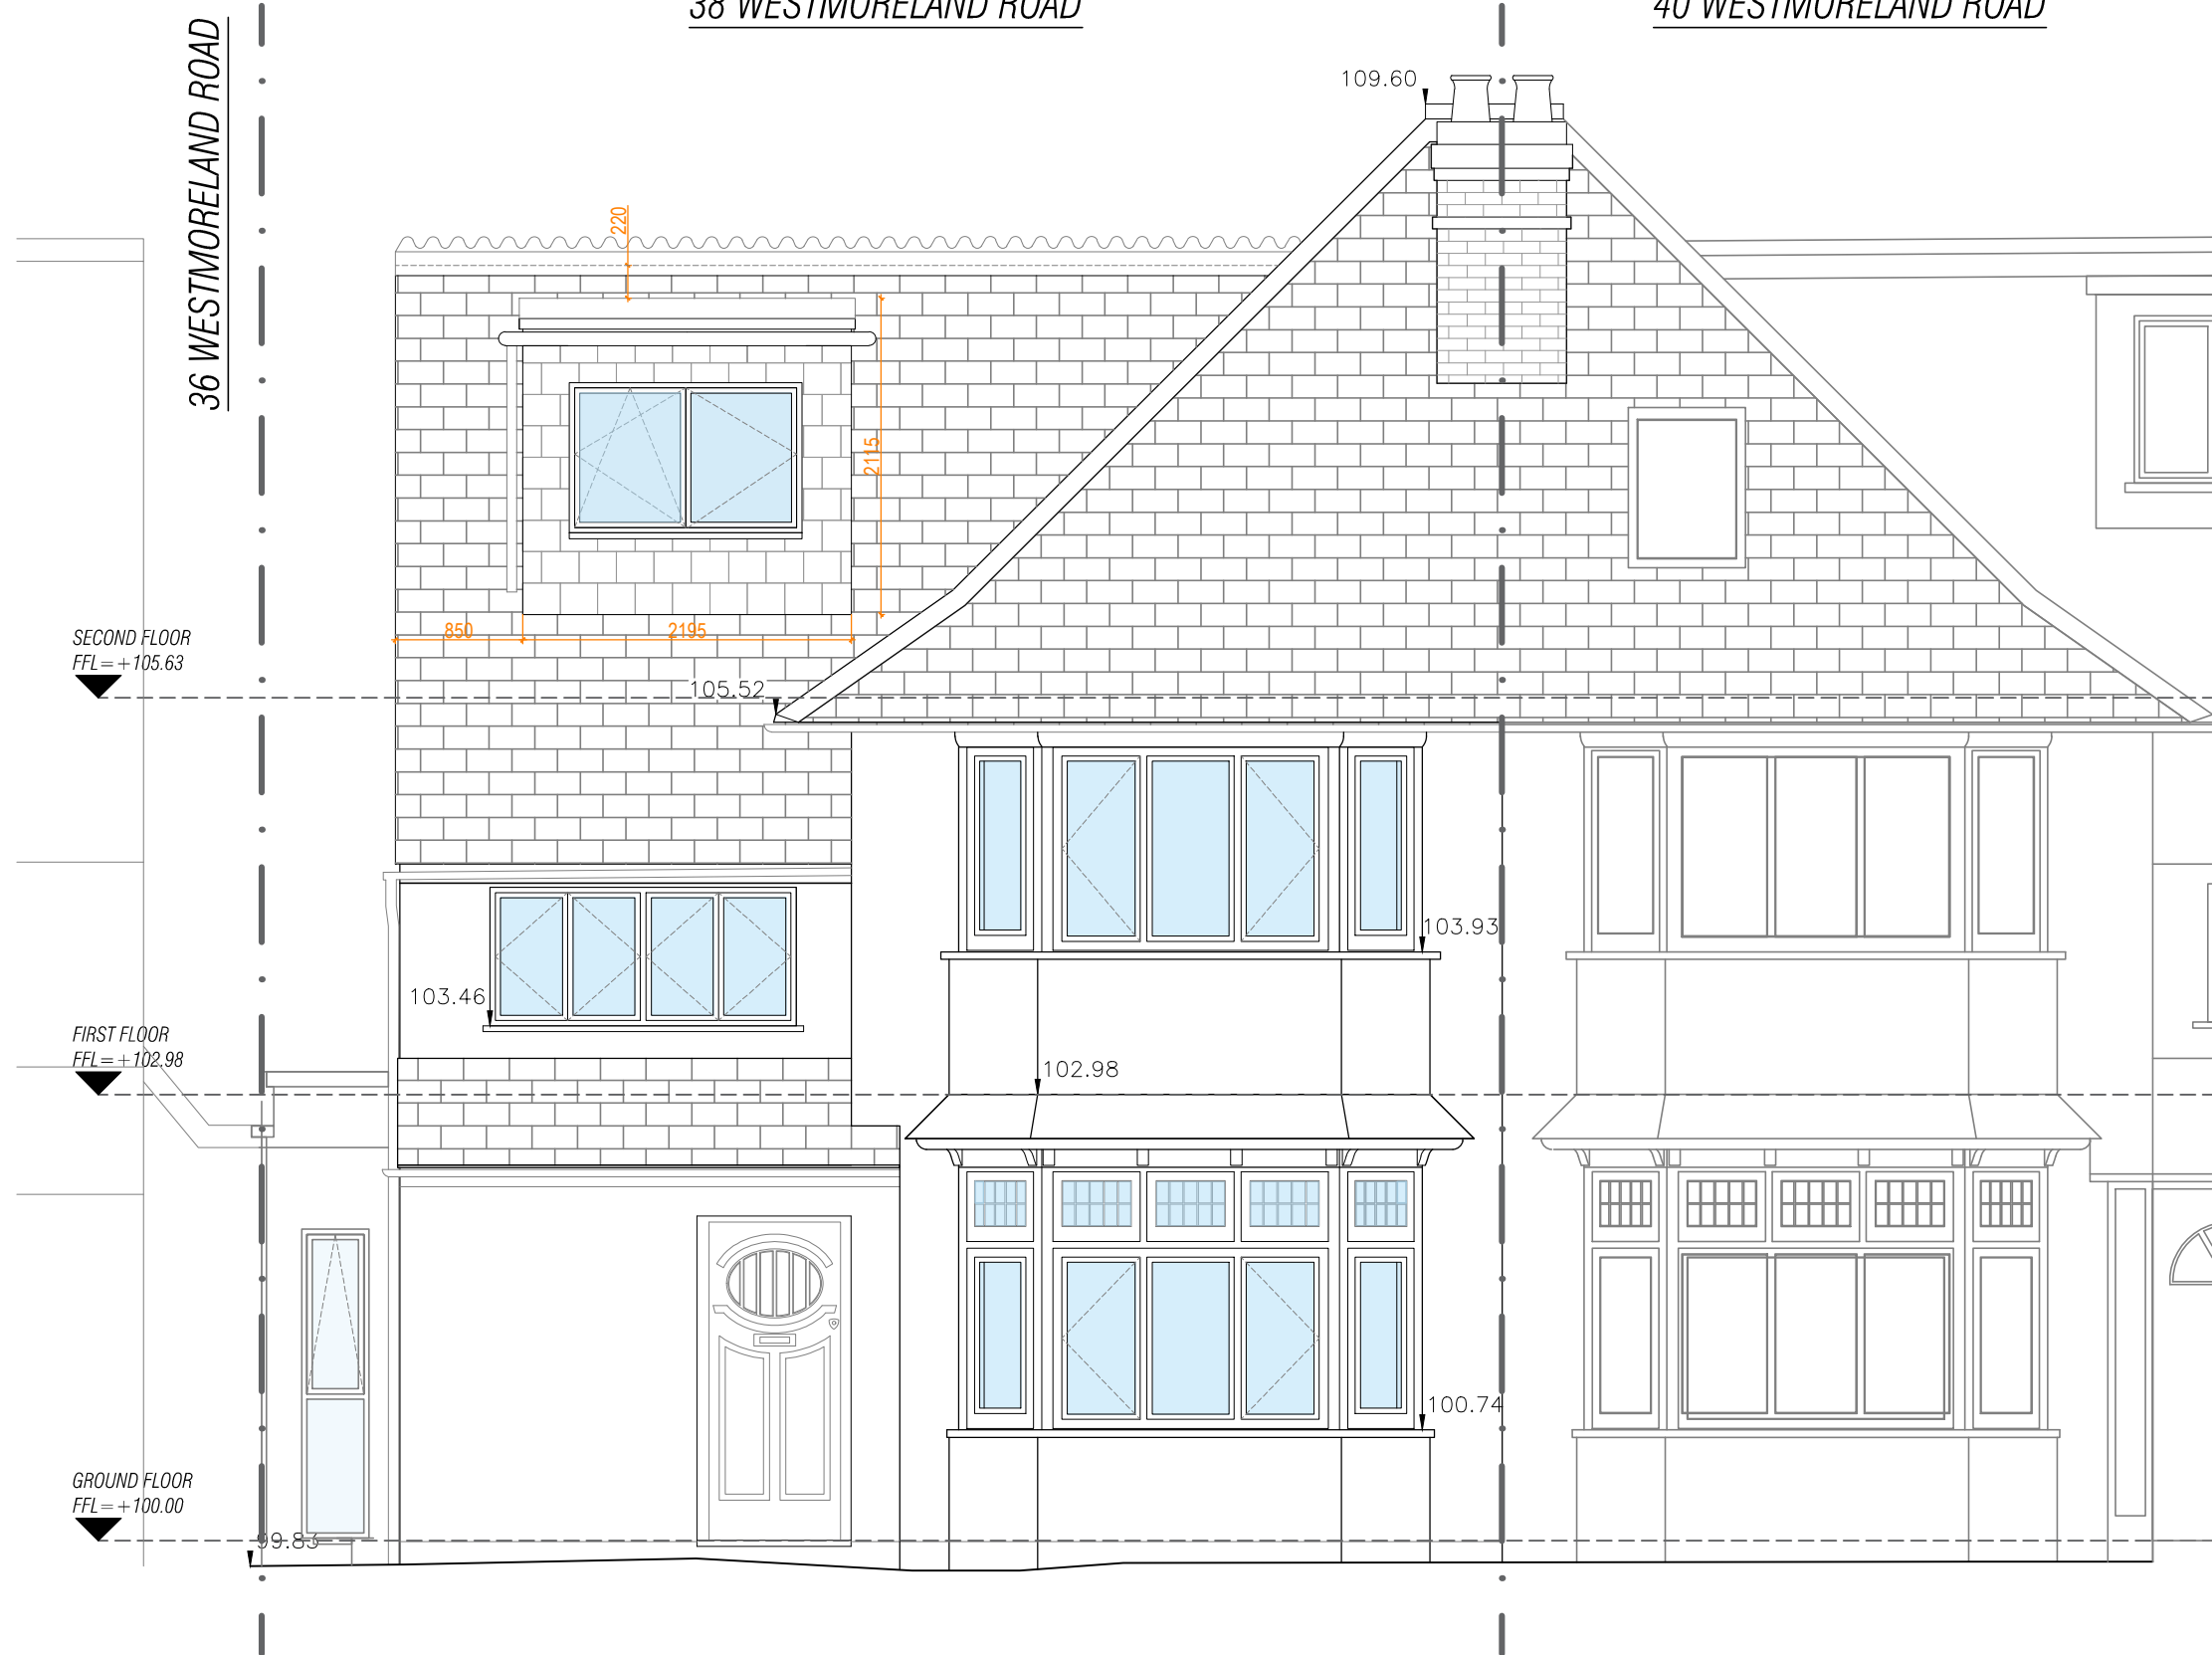 38 WESTMORELAND ROAD
40 WESTMORELAND ROAD
36 WESTMORELAND ROAD
109.60
220
2115
850
2195
SECOND FLOOR
FFL=+105.63
105.52
103.93
103.46
FIRST FLOOR
FFL=+102.98
102.98
100.74
GROUND FLOOR
FFL=+100.00
99.83